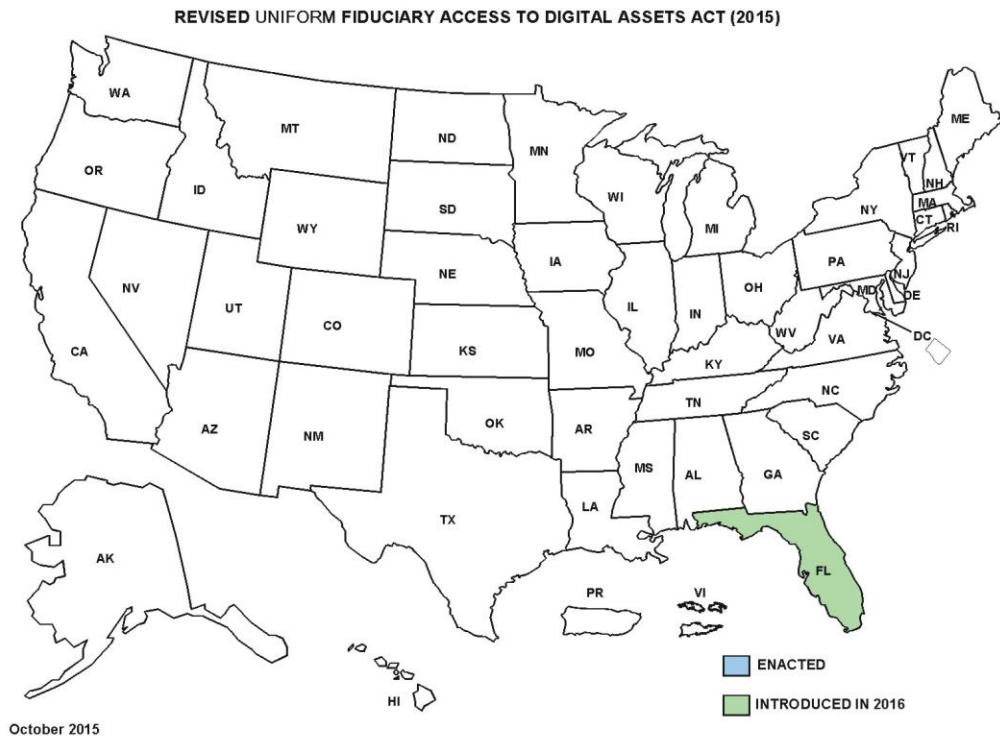 REVISED UNIFORM FIDUCIARY ACCESS TO DIGITAL ASSETS ACT (2015)
WA
MT
ND
MN
ME
OR
ID
SD
WI
VT
NH
WY
MI
NY
MA
CT
RI
NV
UT
NE
IA
PA
NJ
CA
CO
IL
IN
OH
MD
DE
KS
MO
KY
WV
VA
DC
AZ
NM
OK
AR
TN
NC
MS
AL
GA
SC
TX
LA
AK
FL
PR
VI
HI
ENACTED
INTRODUCED IN 2016
October 2015